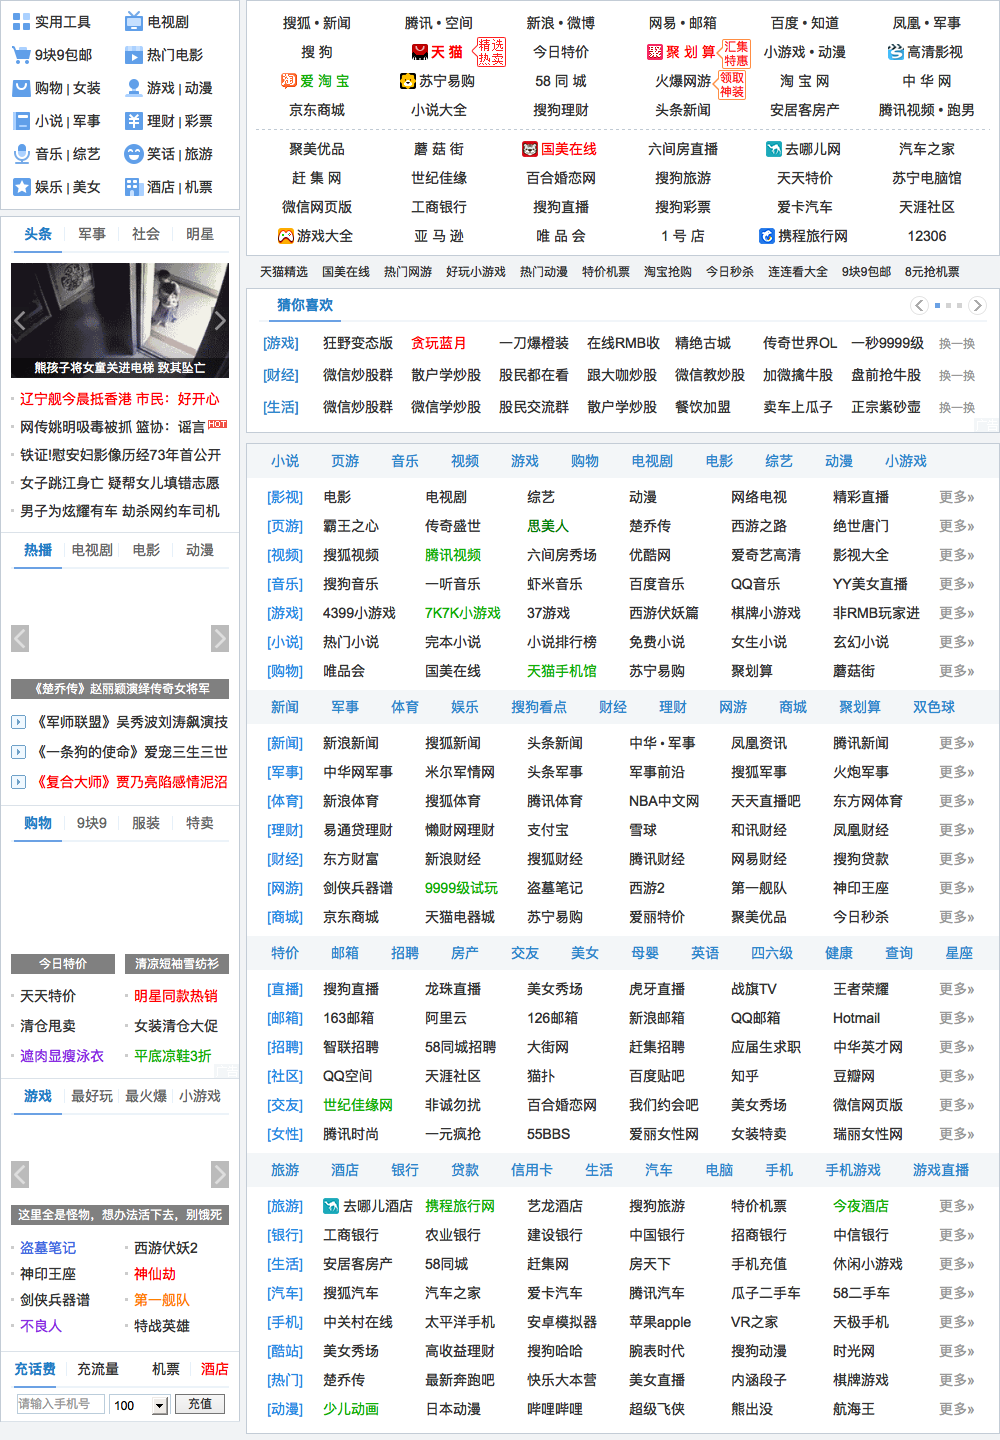 实用工具 电视剧
9块9包邮 热门电影
购物 | 女装 游戏 | 动漫
小说 | 军事 理财 | 彩票
音乐 | 综艺 笑话 | 旅游
娱乐 | 美女 酒店 | 机票
头条 军事 社会 明星
熊孩子将女童关进电梯 致其坠亡
辽宁舰今晨抵香港 市民：好开心
网传姚明吸毒被抓 篮协：谣言 HOT
铁证!慰安妇影像历经73年首公开
女子跳江身亡 疑帮女儿填错志愿
男子为炫耀有车 劫杀网约车司机
热播 电视剧 电影 动漫
《楚乔传》赵丽颖演绎传奇女将军
《军师联盟》吴秀波刘涛飙演技
《一条狗的使命》爱宠三生三世
《复合大师》贾乃亮陷感情泥沼
购物 9块9 服装 特卖
今日特价 清凉短袖雪纺衫
天天特价 明星同款热销
清仓甩卖 女装清仓大促
遮肉显瘦泳衣 平底凉鞋3折
游戏 最好玩 最火爆 小游戏
这里全是怪物，想办法活下去，别饿死
盗墓笔记 西游伏妖2
神印王座 神仙劫
剑侠兵器谱 第一舰队
不良人 特战英雄
充话费 充流量 机票 酒店
请输入手机号 100 充值
搜狐 • 新闻 腾讯 • 空间 新浪 • 微博 网易 • 邮箱 百度 • 知道 凤凰 • 军事
搜 狗 天 猫 精选热卖 今日特价 聚 划 算 汇集特惠 小游戏 • 动漫 高清影视
淘 爱 淘 宝 苏宁易购 58 同 城 火爆网游 领取神装 淘 宝 网 中 华 网
京东商城 小说大全 搜狗理财 头条新闻 安居客房产 腾讯视频 • 跑男
聚美优品 蘑 菇 街 国美在线 六间房直播 去哪儿网 汽车之家
赶 集 网 世纪佳缘 百合婚恋网 搜狗旅游 天天特价 苏宁电脑馆
微信网页版 工商银行 搜狗直播 搜狗彩票 爱卡汽车 天涯社区
游戏大全 亚 马 逊 唯 品 会 1 号 店 携程旅行网 12306
天猫精选 国美在线 热门网游 好玩小游戏 热门动漫 特价机票 淘宝抢购 今日秒杀 连连看大全 9块9包邮 8元抢机票
猜你喜欢
[游戏] 狂野变态版 贪玩蓝月 一刀爆橙装 在线RMB收 精绝古城 传奇世界OL 一秒9999级 换一换
[财经] 微信炒股群 散户学炒股 股民都在看 跟大咖炒股 微信教炒股 加微擒牛股 盘前抢牛股 换一换
[生活] 微信炒股群 微信学炒股 股民交流群 散户学炒股 餐饮加盟 卖车上瓜子 正宗紫砂壶 换一换
小说 页游 音乐 视频 游戏 购物 电视剧 电影 综艺 动漫 小游戏
[影视] 电影 电视剧 综艺 动漫 网络电视 精彩直播 更多»
[页游] 霸王之心 传奇盛世 思美人 楚乔传 西游之路 绝世唐门 更多»
[视频] 搜狐视频 腾讯视频 六间房秀场 优酷网 爱奇艺高清 影视大全 更多»
[音乐] 搜狗音乐 一听音乐 虾米音乐 百度音乐 QQ音乐 YY美女直播 更多»
[游戏] 4399小游戏 7K7K小游戏 37游戏 西游伏妖篇 棋牌小游戏 非RMB玩家进 更多»
[小说] 热门小说 完本小说 小说排行榜 免费小说 女生小说 玄幻小说 更多»
[购物] 唯品会 国美在线 天猫手机馆 苏宁易购 聚划算 蘑菇街 更多»
新闻 军事 体育 娱乐 搜狗看点 财经 理财 网游 商城 聚划算 双色球
[新闻] 新浪新闻 搜狐新闻 头条新闻 中华 • 军事 凤凰资讯 腾讯新闻 更多»
[军事] 中华网军事 米尔军情网 头条军事 军事前沿 搜狐军事 火炮军事 更多»
[体育] 新浪体育 搜狐体育 腾讯体育 NBA中文网 天天直播吧 东方网体育 更多»
[理财] 易通贷理财 懒财网理财 支付宝 雪球 和讯财经 凤凰财经 更多»
[财经] 东方财富 新浪财经 搜狐财经 腾讯财经 网易财经 搜狗贷款 更多»
[网游] 剑侠兵器谱 9999级试玩 盗墓笔记 西游2 第一舰队 神印王座 更多»
[商城] 京东商城 天猫电器城 苏宁易购 爱丽特价 聚美优品 今日秒杀 更多»
特价 邮箱 招聘 房产 交友 美女 母婴 英语 四六级 健康 查询 星座
[直播] 搜狗直播 龙珠直播 美女秀场 虎牙直播 战旗TV 王者荣耀 更多»
[邮箱] 163邮箱 阿里云 126邮箱 新浪邮箱 QQ邮箱 Hotmail 更多»
[招聘] 智联招聘 58同城招聘 大街网 赶集招聘 应届生求职 中华英才网 更多»
[社区] QQ空间 天涯社区 猫扑 百度贴吧 知乎 豆瓣网 更多»
[交友] 世纪佳缘网 非诚勿扰 百合婚恋网 我们约会吧 美女秀场 微信网页版 更多»
[女性] 腾讯时尚 一元疯抢 55BBS 爱丽女性网 女装特卖 瑞丽女性网 更多»
旅游 酒店 银行 贷款 信用卡 生活 汽车 电脑 手机 手机游戏 游戏直播
[旅游] 去哪儿酒店 携程旅行网 艺龙酒店 搜狗旅游 特价机票 今夜酒店 更多»
[银行] 工商银行 农业银行 建设银行 中国银行 招商银行 中信银行 更多»
[生活] 安居客房产 58同城 赶集网 房天下 手机充值 休闲小游戏 更多»
[汽车] 搜狐汽车 汽车之家 爱卡汽车 腾讯汽车 瓜子二手车 58二手车 更多»
[手机] 中关村在线 太平洋手机 安卓模拟器 苹果apple VR之家 天极手机 更多»
[酷站] 美女秀场 高收益理财 搜狗哈哈 腕表时代 搜狗动漫 时光网 更多»
[热门] 楚乔传 最新奔跑吧 快乐大本营 美女直播 内涵段子 棋牌游戏 更多»
[动漫] 少儿动画 日本动漫 哔哩哔哩 超级飞侠 熊出没 航海王 更多»